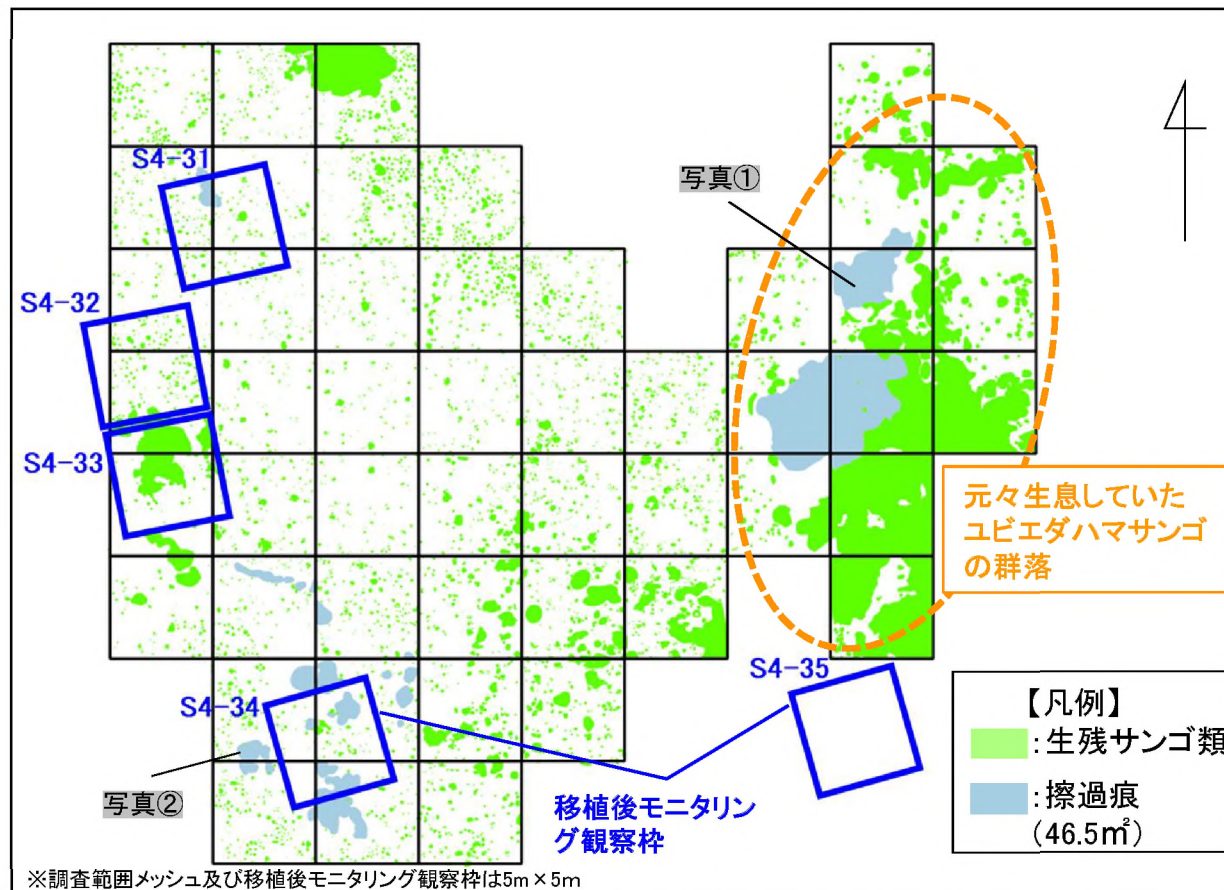 S4-31
写真①
S4-32
S4-33
元々生息していた
ユビエダハマサンゴ
の群落
S4-35
S4-34
【凡例】
:生残サンゴ類
:擦過痕
(46.5㎡)
写真②
移植後モニタリン
グ観察枠
※調査範囲メッシュ及び移植後モニタリング観察枠は5m×5m